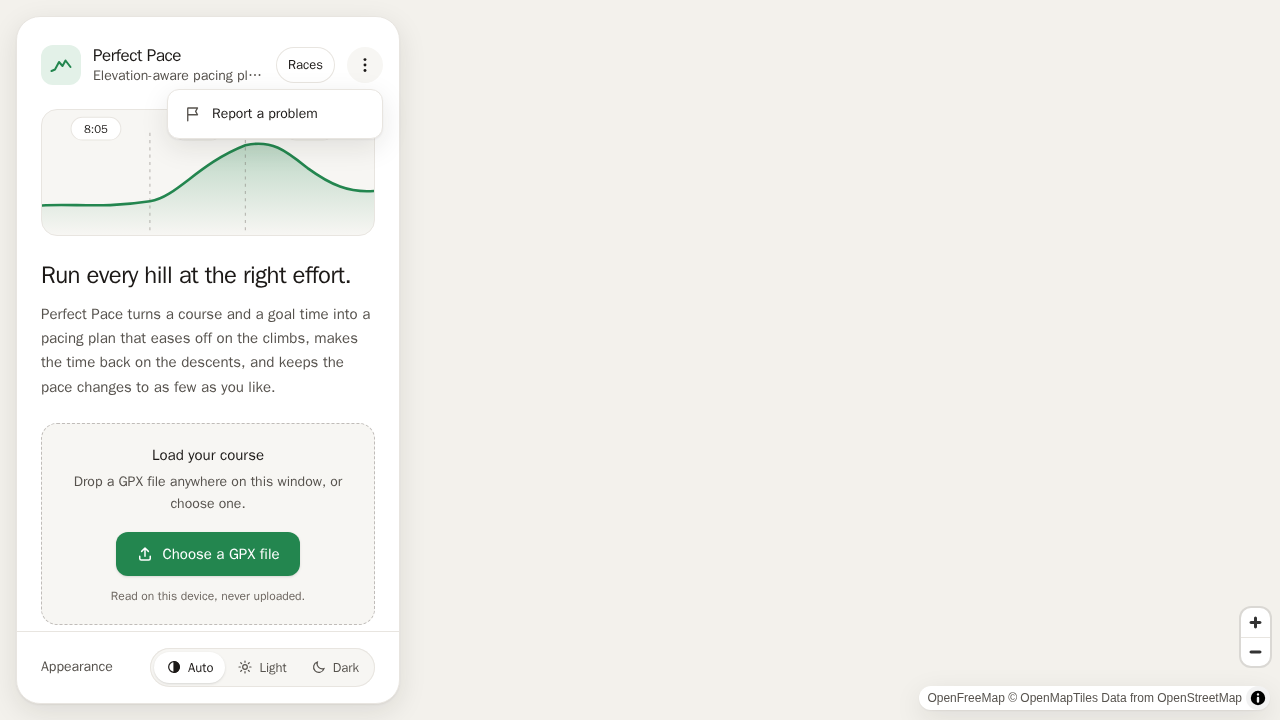 Perfect Pace
Elevation-aware pacing pl…
Races
Report a problem
8:05
Run every hill at the right effort.
Perfect Pace turns a course and a goal time into a
pacing plan that eases off on the climbs, makes
the time back on the descents, and keeps the
pace changes to as few as you like.
Load your course
Drop a GPX file anywhere on this window, or
choose one.
Choose a GPX file
Read on this device, never uploaded.
Appearance
Auto
Light
Dark
OpenFreeMap © OpenMapTiles Data from OpenStreetMap